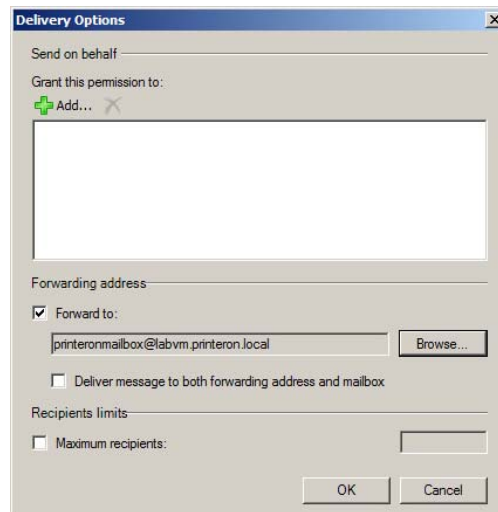 Delivery Options
Send on behalf
Grant this permission to:
Add...
Forwarding address
Forward to:
printeronmailbox@labvm.printeron.local
Browse...
Deliver message to both forwarding address and mailbox
Recipients limits
Maximum recipients:
OK
Cancel